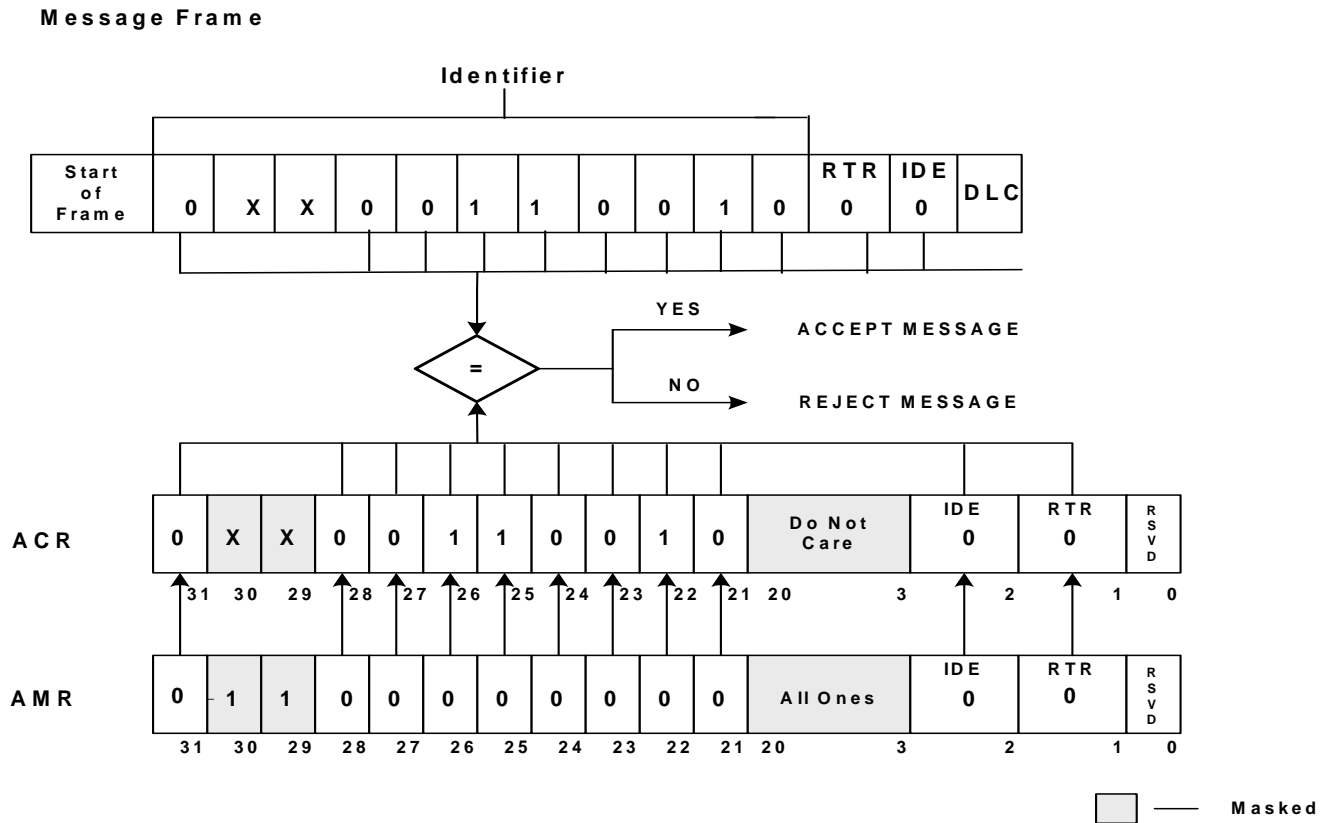 Message Frame
Identifier
Start of Frame 0 X X 0 0 1 1 0 0 1 0 RTR 0 IDE 0 DLC
YES
ACCEPT MESSAGE
=
NO
REJECT MESSAGE
ACR 0 X X 0 0 1 1 0 0 1 0 Do Not Care IDE 0 RTR 0 RSVD
31 30 29 28 27 26 25 24 23 22 21 20 3 2 1 0
AMR 0 1 1 0 0 0 0 0 0 0 0 All Ones IDE 0 RTR 0 RSVD
31 30 29 28 27 26 25 24 23 22 21 20 3 2 1 0
Masked